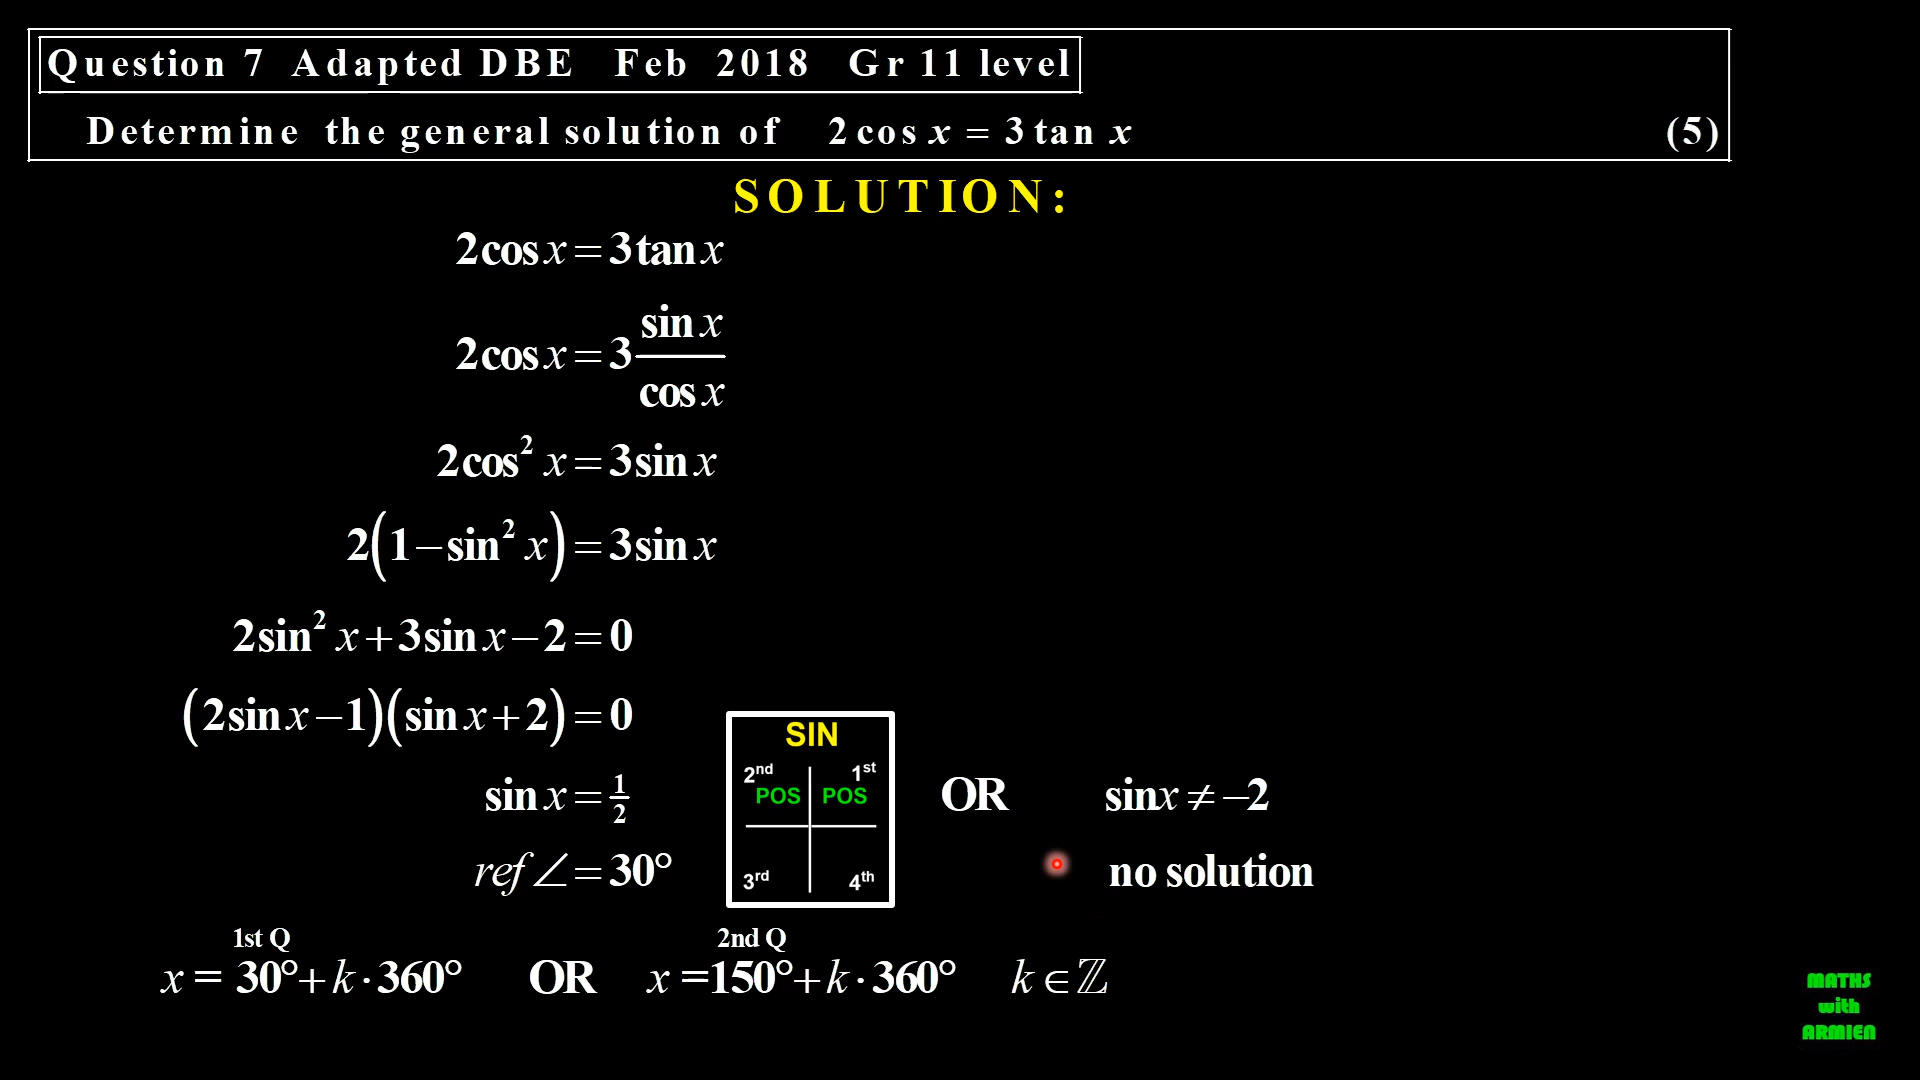 Question 7 Adapted DBE Feb 2018 Gr 11 level
Determine the general solution of 2 cos x = 3 tan x (5)
SOLUTION:
2cos x = 3tan x
2cos x = 3 sin x / cos x
2cos² x = 3sin x
2(1 − sin² x) = 3sin x
2sin² x + 3sin x − 2 = 0
(2sin x − 1)(sin x + 2) = 0
SIN
2nd 1st
POS POS
3rd 4th
sin x = 1/2 OR sinx ≠ −2
ref ∠ = 30° no solution
1st Q 2nd Q
x = 30° + k · 360° OR x = 150° + k · 360° k ∈ ℤ
MATHS
with
ARMIEN